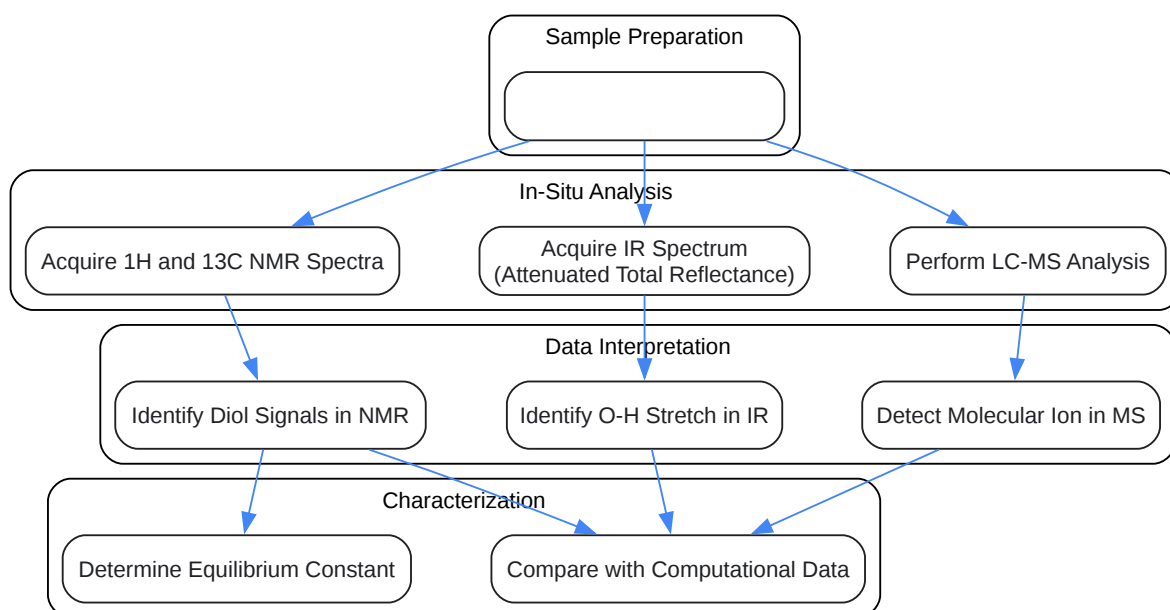 Sample Preparation
In-Situ Analysis
Acquire 1H and 13C NMR Spectra
Acquire IR Spectrum
(Attenuated Total Reflectance)
Perform LC-MS Analysis
Data Interpretation
Identify Diol Signals in NMR
Identify O-H Stretch in IR
Detect Molecular Ion in MS
Characterization
Determine Equilibrium Constant
Compare with Computational Data